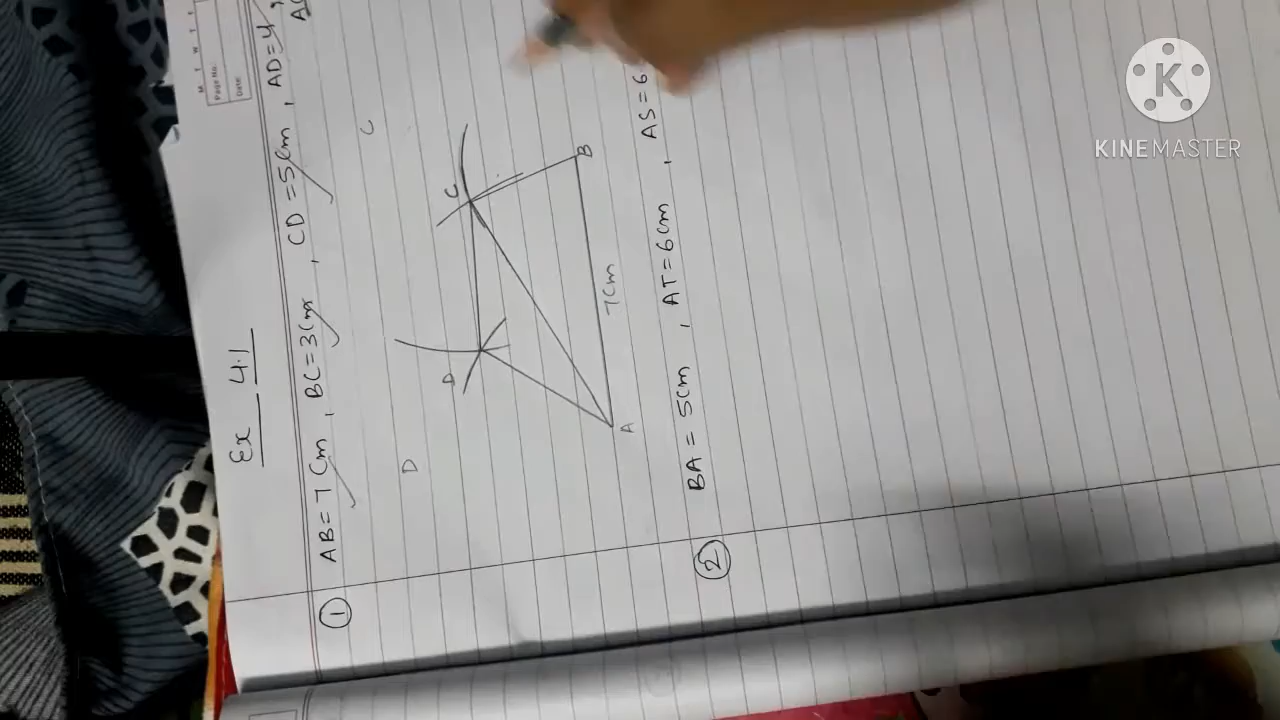 M T W T
Page No.:
Date:
Ex 4.1
① AB=7Cm, BC=3Cm, CD=5Cm, AD=4
D C
D C
A 7Cm B
② BA=5Cm, AT=6Cm, AS=6
K
KINEMASTER